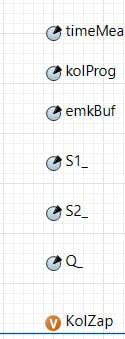 timeMea
kolProg
emkBuf
S1_
S2_
Q_
V KolZap